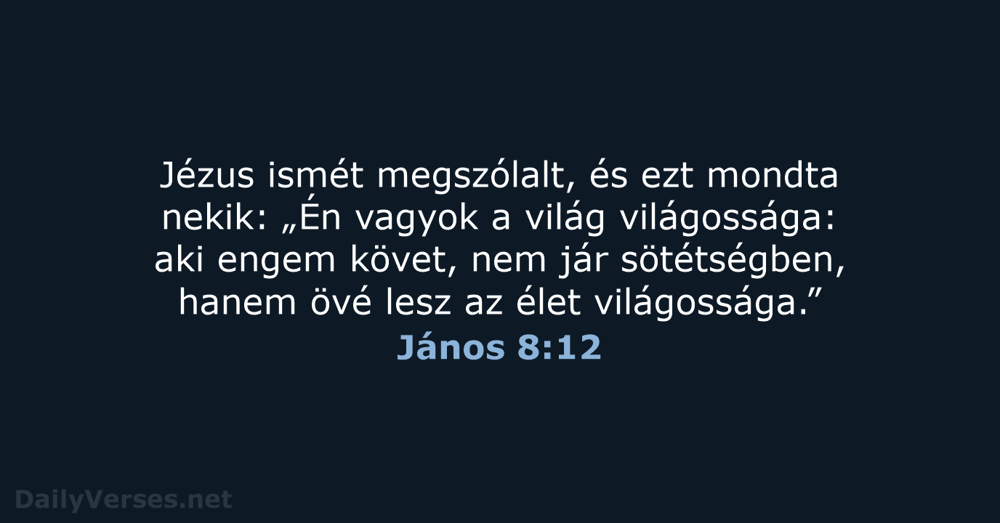 Jézus ismét megszólalt, és ezt mondta
nekik: „Én vagyok a világ világossága:
aki engem követ, nem jár sötétségben,
hanem övé lesz az élet világossága.”
János 8:12
DailyVerses.net